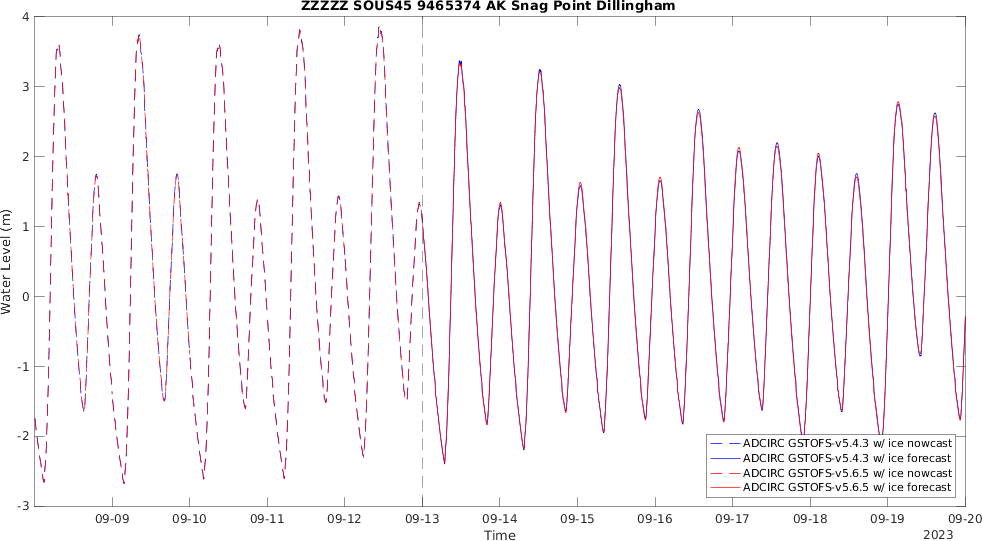 ZZZZZ SOUS45 9465374 AK Snag Point Dillingham
4
3
2
1
0
-1
-2
-3
Water Level (m)
ADCIRC GSTOFS-v5.4.3 w/ ice nowcast
ADCIRC GSTOFS-v5.4.3 w/ ice forecast
ADCIRC GSTOFS-v5.6.5 w/ ice nowcast
ADCIRC GSTOFS-v5.6.5 w/ ice forecast
09-09 09-10 09-11 09-12 09-13 09-14 09-15 09-16 09-17 09-18 09-19 09-20
Time
2023